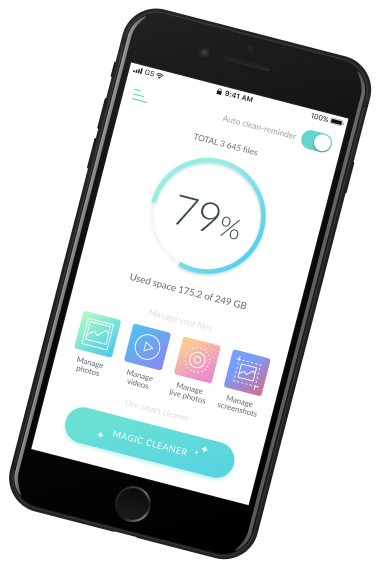 G5 9:41 AM 100%
Auto clean-reminder
TOTAL 3 645 files
79%
Used space 175,2 of 249 GB
Manage your files
Manage photos
Manage videos
Manage live photos
Manage screenshots
Use smart cleaner
MAGIC CLEANER